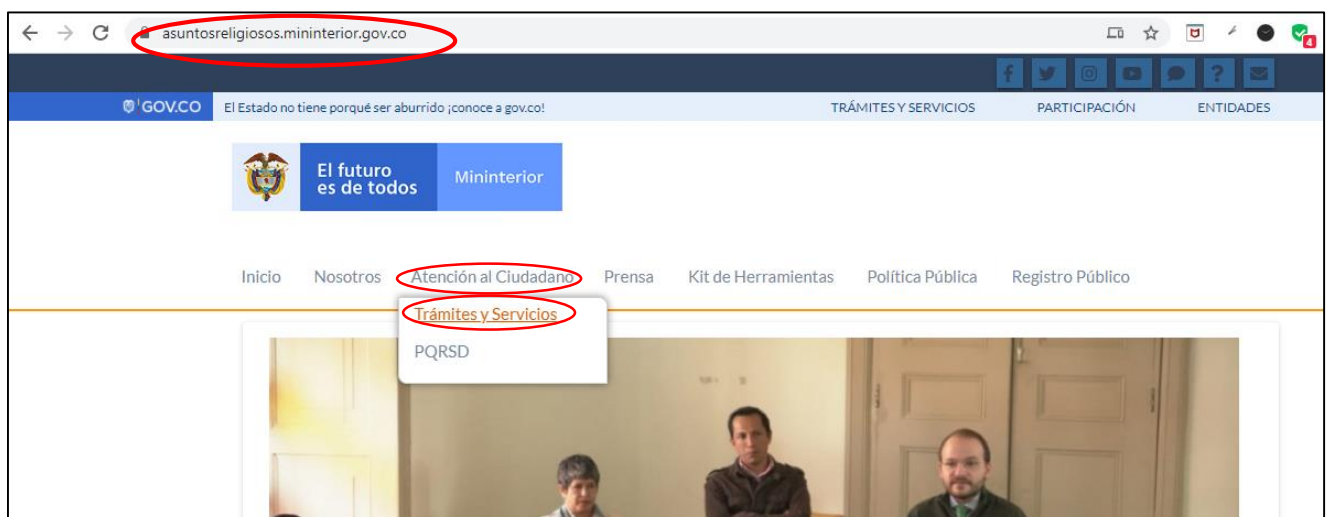 asuntosreligiosos.mininterior.gov.co
4
f ?
GOV.CO El Estado no tiene porqué ser aburrido ¡conoce a gov.co! TRÁMITES Y SERVICIOS PARTICIPACIÓN ENTIDADES
El futuro
es de todos
Mininterior
Inicio Nosotros Atención al Ciudadano Prensa Kit de Herramientas Política Pública Registro Público
Trámites y Servicios
PQRSD